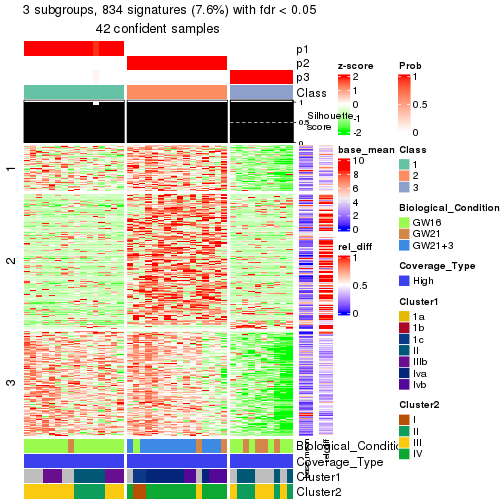 3 subgroups, 834 signatures (7.6%) with fdr < 0.05
42 confident samples
p1
p2
p3
Class
1
0.5
0
Silhouette
score
1
2
3
z-score
2
1
0
-1
-2
Prob
1
0.5
0
base_mean
10
8
6
4
2
0
rel_diff
1
0.5
0
Class
1
2
3
Biological_Condition
GW16
GW21
GW21+3
Coverage_Type
High
Cluster1
1a
1b
1c
II
IIIb
Iva
Ivb
Cluster2
I
II
III
IV
Coverage_Type
Cluster1
Cluster2